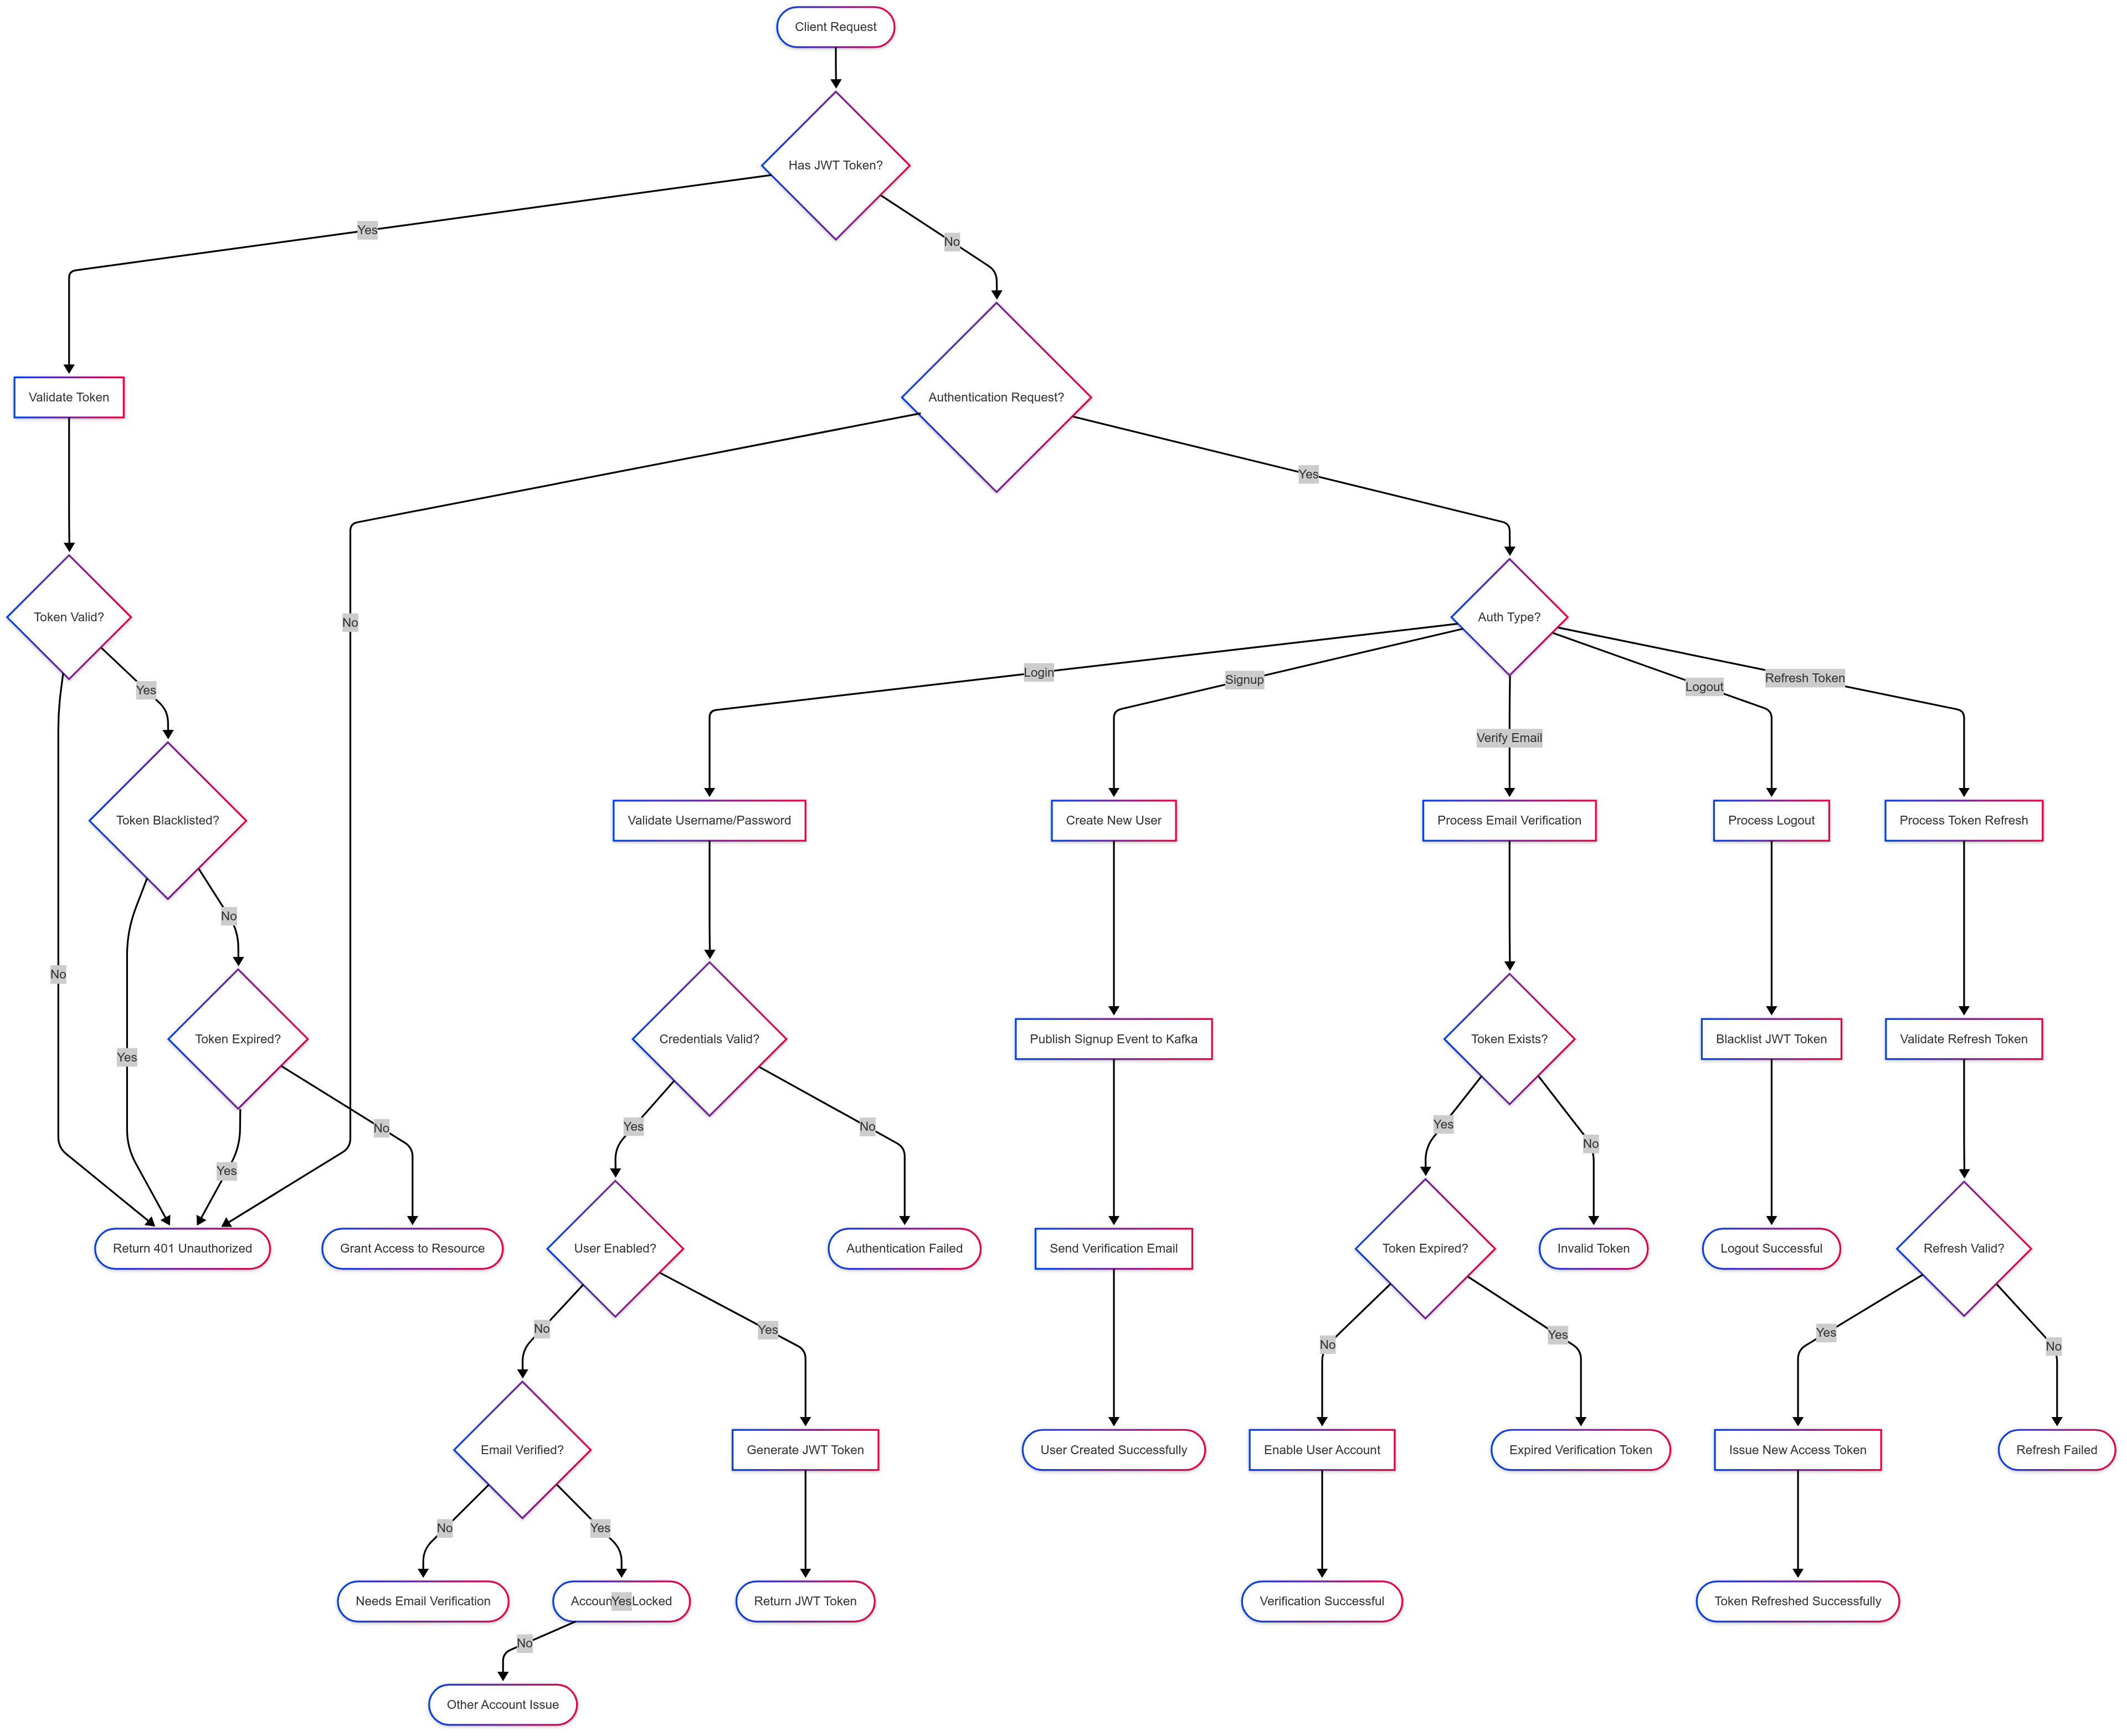 Client Request
Has JWT Token?
Yes
No
Validate Token
Authentication Request?
Yes
Token Valid?
No
Auth Type?
Login
Signup
Verify Email
Logout
Refresh Token
Yes
Token Blacklisted?
Validate Username/Password
Create New User
Process Email Verification
Process Logout
Process Token Refresh
No
No
Yes
Token Expired?
Credentials Valid?
Publish Signup Event to Kafka
Token Exists?
Blacklist JWT Token
Validate Refresh Token
Yes
No
Yes
No
Yes
No
Return 401 Unauthorized
Grant Access to Resource
User Enabled?
Authentication Failed
Send Verification Email
Token Expired?
Invalid Token
Logout Successful
Refresh Valid?
No
Yes
No
Yes
Yes
No
Email Verified?
Generate JWT Token
User Created Successfully
Enable User Account
Expired Verification Token
Issue New Access Token
Refresh Failed
No
Yes
Needs Email Verification
Accoun
Yes
Locked
Return JWT Token
Verification Successful
Token Refreshed Successfully
No
Other Account Issue